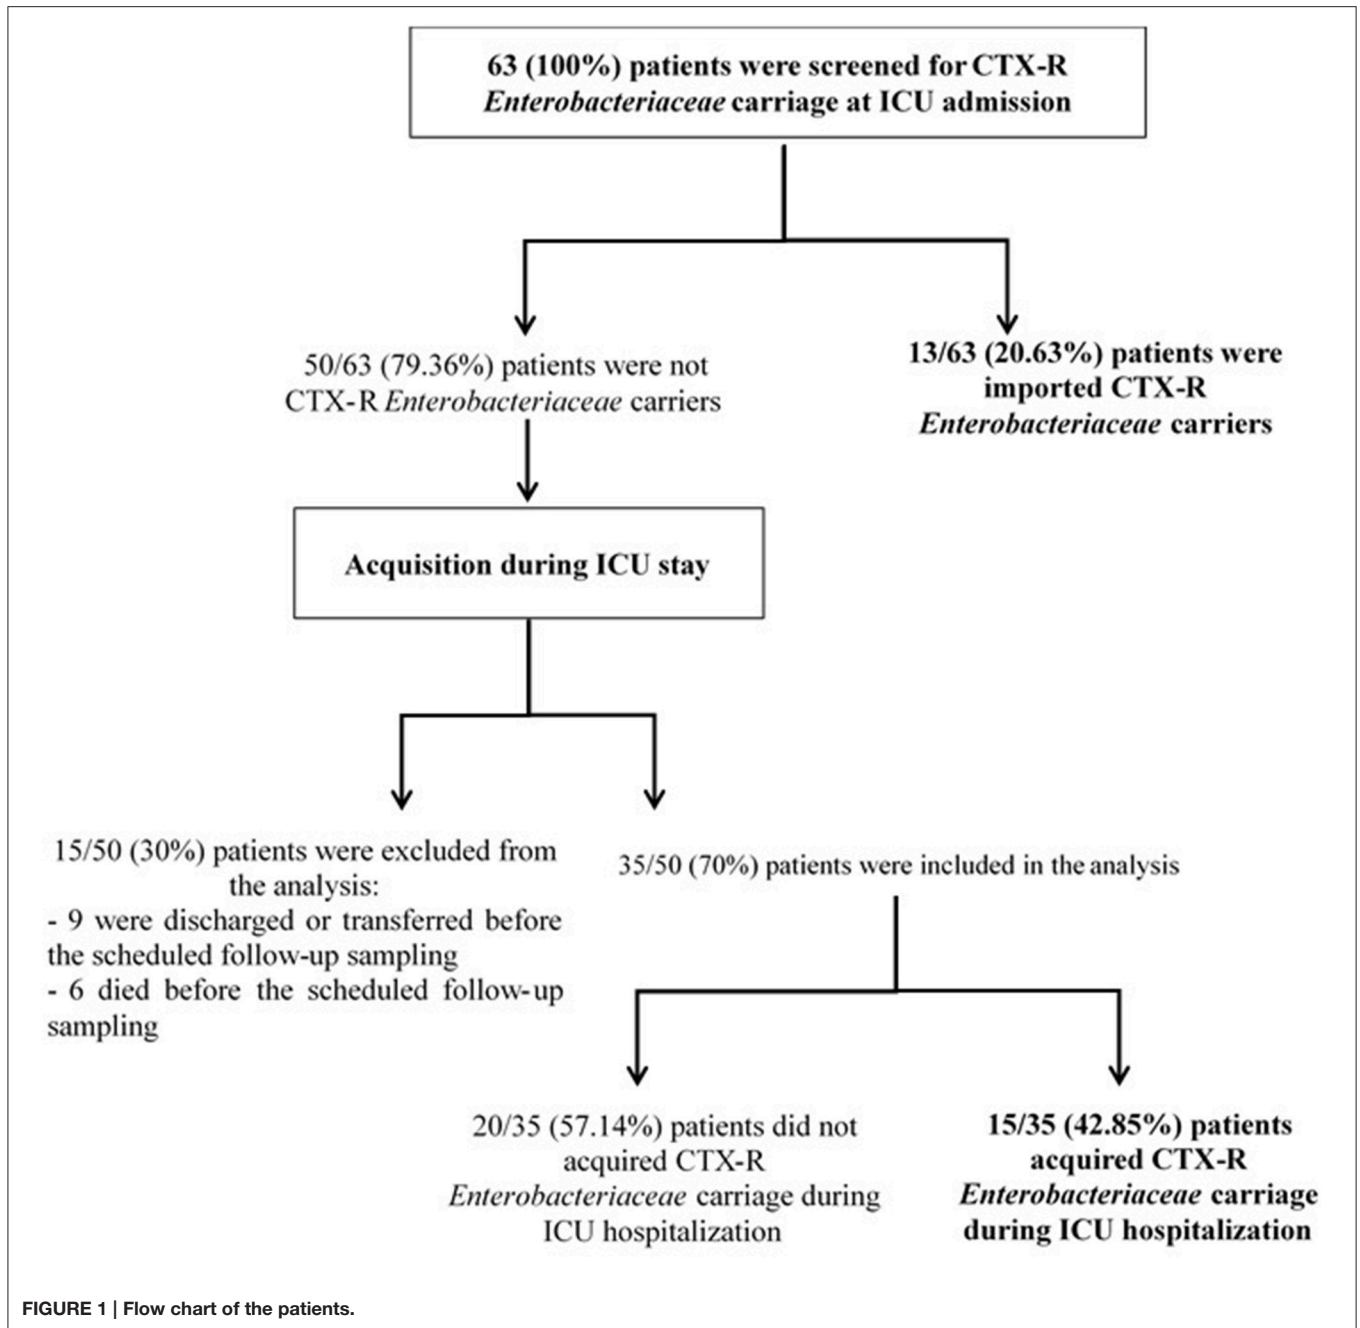 63 (100%) patients were screened for CTX-R
Enterobacteriaceae carriage at ICU admission
50/63 (79.36%) patients were not
CTX-R Enterobacteriaceae carriers
13/63 (20.63%) patients were
imported CTX-R
Enterobacteriaceae carriers
Acquisition during ICU stay
15/50 (30%) patients were excluded from
the analysis:
- 9 were discharged or transferred before
the scheduled follow-up sampling
- 6 died before the scheduled follow-up
sampling
35/50 (70%) patients were included in the analysis
20/35 (57.14%) patients did not
acquired CTX-R
Enterobacteriaceae carriage during
ICU hospitalization
15/35 (42.85%) patients
acquired CTX-R
Enterobacteriaceae carriage
during ICU hospitalization
FIGURE 1 | Flow chart of the patients.